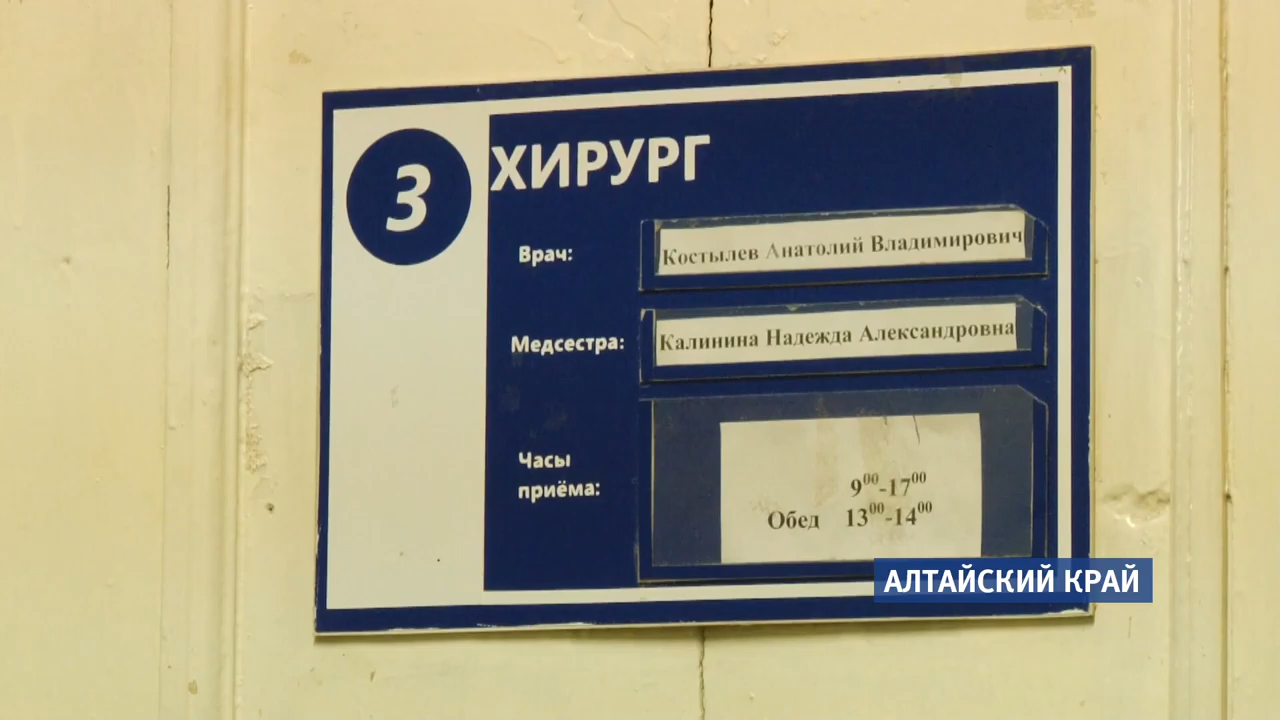 3
ХИРУРГ
Врач:
Костылев Анатолий Владимирович
Медсестра:
Калинина Надежда Александровна
Часы
приёма:
9⁰⁰-17⁰⁰
Обед 13⁰⁰-14⁰⁰
АЛТАЙСКИЙ КРАЙ